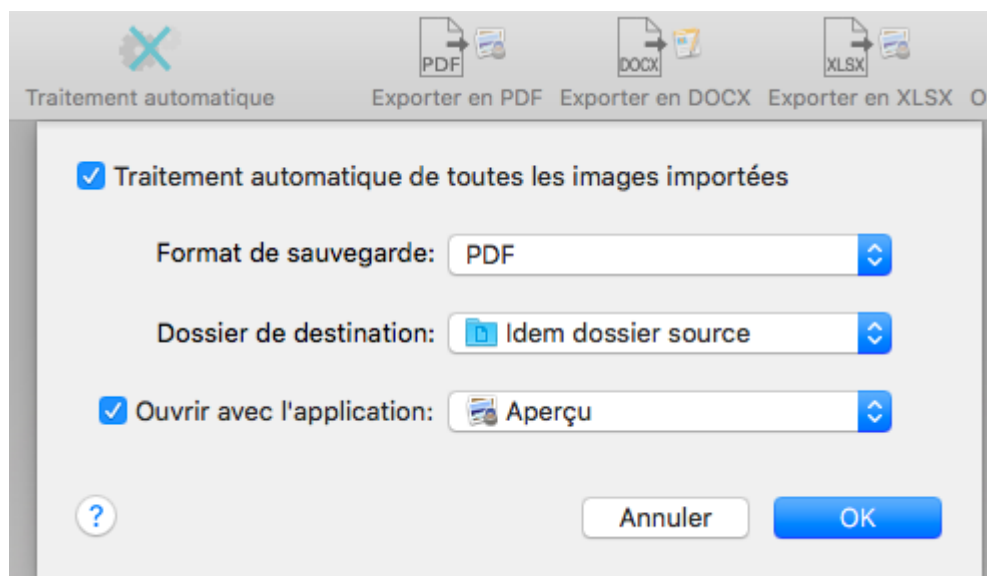 PDF DOCX XLSX
Traitement automatique Exporter en PDF Exporter en DOCX Exporter en XLSX O
Traitement automatique de toutes les images importées
Format de sauvegarde: PDF
Dossier de destination: Idem dossier source
Ouvrir avec l'application: Aperçu
? Annuler OK